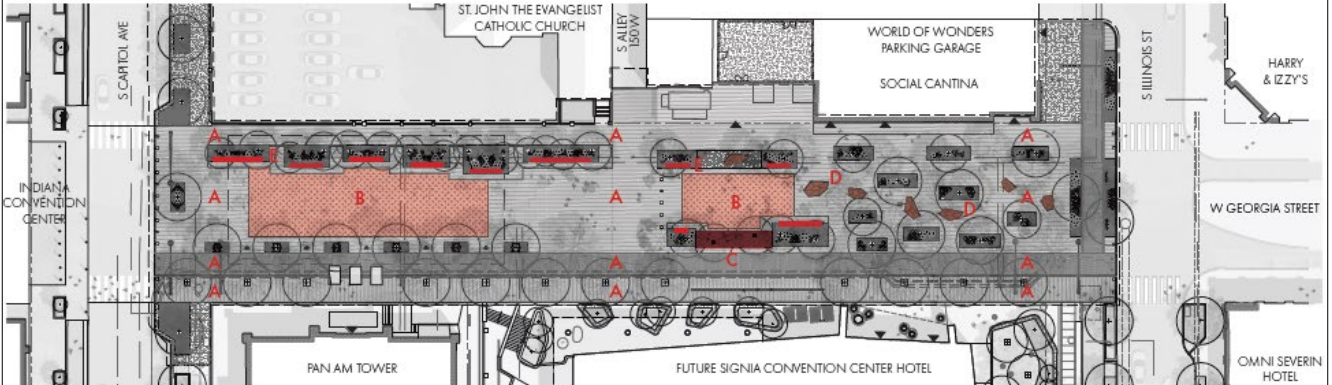 ST. JOHN THE EVANGELIST
CATHOLIC CHURCH
S ALLEY
150 W
WORLD OF WONDERS
PARKING GARAGE
SOCIAL CANTINA
S CAPITOL AVE
S ILLINOIS ST
HARRY
& IZZY'S
A
A
A
E
E
D
INDIANA
CONVENTION
CENTER
A
B
A
B
D
A
W GEORGIA STREET
C
A
A
A
A
A
A
PAN AM TOWER
FUTURE SIGNIA CONVENTION CENTER HOTEL
OMNI SEVERIN
HOTEL